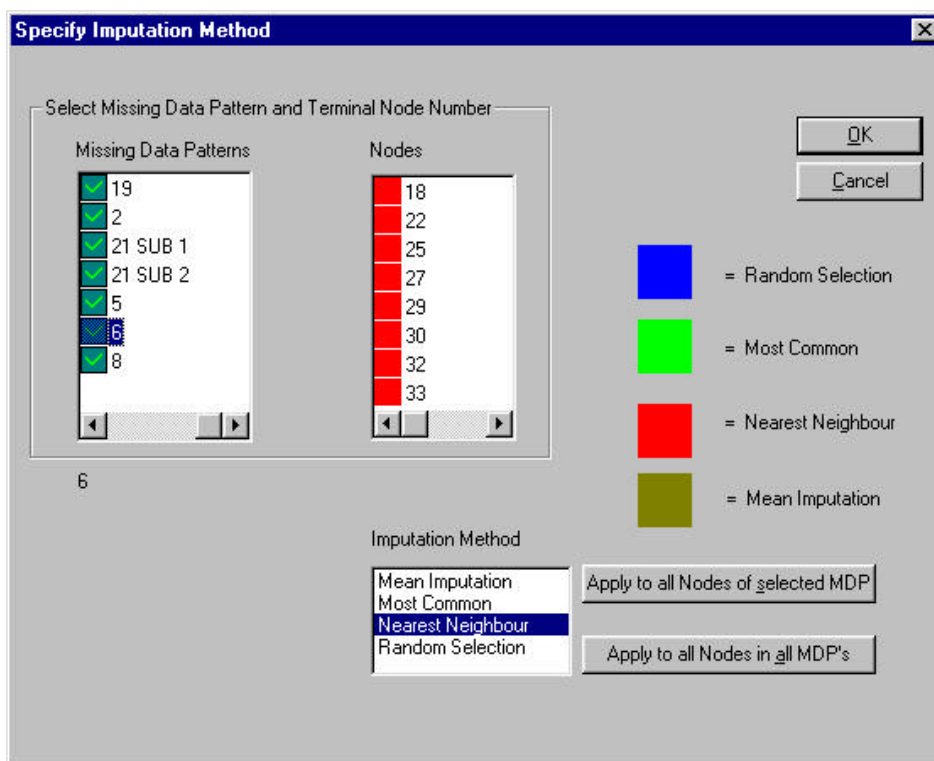 Specify Imputation Method
Select Missing Data Pattern and Terminal Node Number
Missing Data Patterns
19
2
21 SUB 1
21 SUB 2
5
6
8
Nodes
18
22
25
27
29
30
32
33
6
OK
Cancel
= Random Selection
= Most Common
= Nearest Neighbour
= Mean Imputation
Imputation Method
Mean Imputation
Most Common
Nearest Neighbour
Random Selection
Apply to all Nodes of selected MDP
Apply to all Nodes in all MDP's